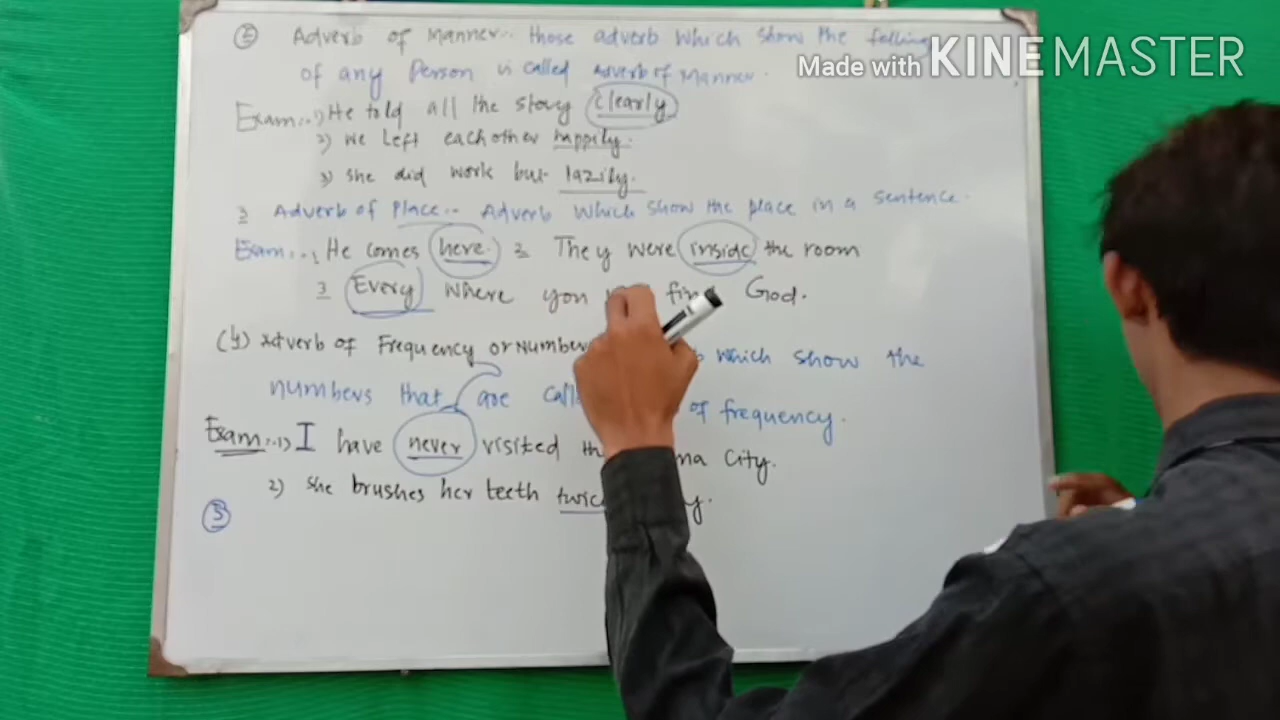 ② Adverb of Manner.. those adverb which show the felling
Made with KINEMASTER
of any Person is called Adverb of Manner.
Exam..1) He told all the story clearly
2) We Left each other happily.
3) She did work but lazily.
3 Adverb of Place.. Adverb which show the place in a sentence.
Exam..1 He comes here. 2 They were inside the room
3 Every where you God.
(4) Adverb of Frequency or Numbers which show the
numbers that are of frequency.
Exam..1) I have never visited City.
2) She brushes her teeth
⑤